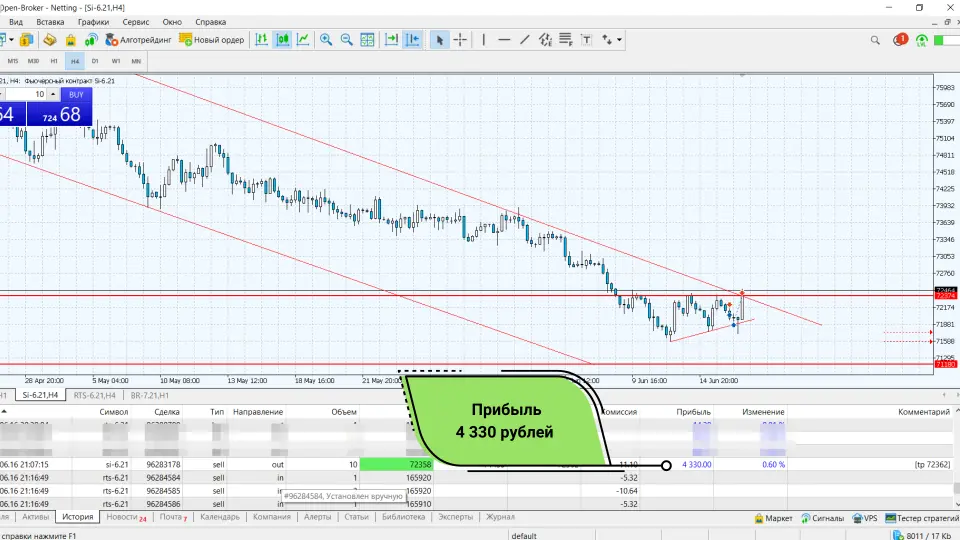 Open-Broker - Netting - [Si-6.21,H4]
Вид Вставка Графики Сервис Окно Справка
Алготрейдинг Новый ордер 1
M15 M30 H1 H4 D1 W1 MN
21, H4: Фьючерсный контракт Si-6.21
10 BUY
64 724 68
75983
75690
75397
75104
74811
74518
74225
73932
73639
73346
73053
72760
72464
72374
72174
71881
71588
71295
71180
28 Apr 20:00 5 May 04:00 10 May 08:00 13 May 12:00 18 May 16:00 21 May 20:00 12:00 9 Jun 16:00 14 Jun 20:00
H1 Si-6.21,H4 RTS-6.21,H4 BR-7.21,H1
Символ Сделка Тип Направление Объем Комиссия Прибыль Изменение Комментарий
Прибыль
4 330 рублей
06.16 21:07:15 si-6.21 96283178 sell out 10 72358 -11.10 4 330.00 0.60 % [tp 72362]
06.16 21:16:49 rts-6.21 96284584 sell in 1 165920 -5.32
06.16 21:16:49 rts-6.21 96284585 sell in 165920 -10.64
06.16 21:16:49 rts-6.21 96284586 sell in 165920 -5.32
#96284584, Установлен вручную
Активы История Новости 24 Почта 7 Календарь Компания Алерты Статьи Библиотека Эксперты Журнал
Маркет Сигналы VPS Тестер стратегий
справки нажмите F1 default 8011 / 17 Kb